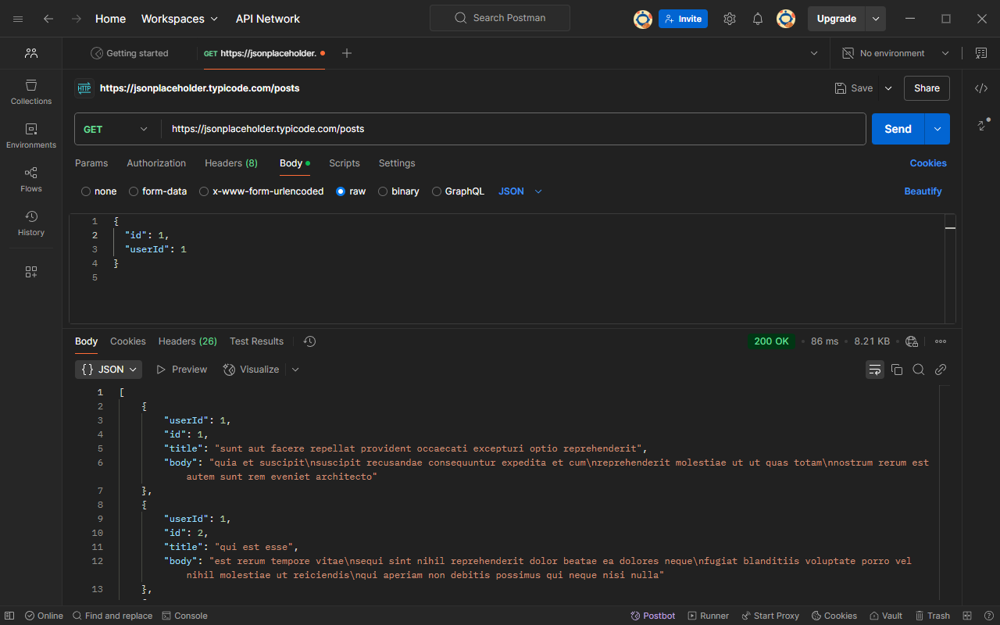 Home Workspaces API Network Search Postman Invite Upgrade
Getting started GET https://jsonplaceholder. No environment
HTTP https://jsonplaceholder.typicode.com/posts Save Share
Collections
Environments
Flows
History
GET https://jsonplaceholder.typicode.com/posts Send
Params Authorization Headers (8) Body Scripts Settings Cookies
none form-data x-www-form-urlencoded raw binary GraphQL JSON Beautify
1 {
2 "id": 1,
3 "userId": 1
4 }
5
Body Cookies Headers (26) Test Results 200 OK • 86 ms • 8.21 KB •
{} JSON Preview Visualize
1 [
2 {
3 "userId": 1,
4 "id": 1,
5 "title": "sunt aut facere repellat provident occaecati excepturi optio reprehenderit",
6 "body": "quia et suscipit\nsuscipit recusandae consequuntur expedita et cum\nreprehenderit molestiae ut ut quas totam\nnostrum rerum est
autem sunt rem eveniet architecto"
7 },
8 {
9 "userId": 1,
10 "id": 2,
11 "title": "qui est esse",
12 "body": "est rerum tempore vitae\nsequi sint nihil reprehenderit dolor beatae ea dolores neque\nfugiat blanditiis voluptate porro vel
nihil molestiae ut reiciendis\nqui aperiam non debitis possimus qui neque nisi nulla"
13 },
Online Find and replace Console Postbot Runner Start Proxy Cookies Vault Trash